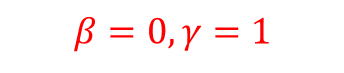 β = 0, γ = 1